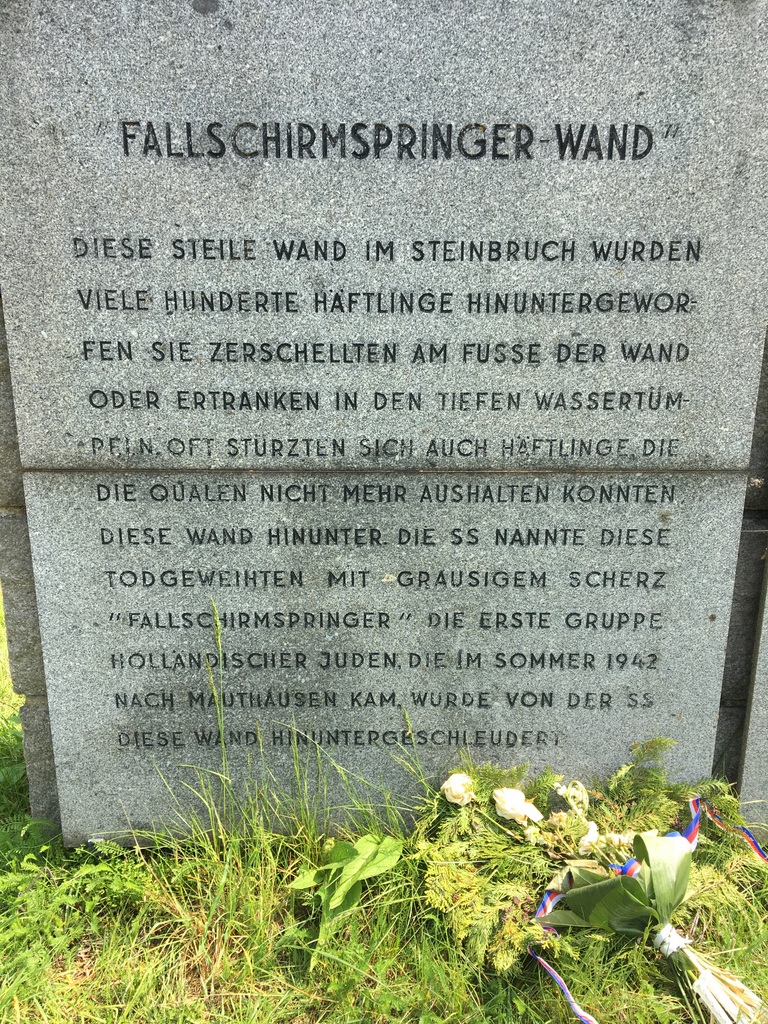 "FALLSCHIRMSPRINGER-WAND"
DIESE STEILE WAND IM STEINBRUCH WURDEN
VIELE HUNDERTE HÄFTLINGE HINUNTERGEWOR-
FEN SIE ZERSCHELLTEN AM FUSSE DER WAND
ODER ERTRANKEN IN DEN TIEFEN WASSERTÜM-
PELN. OFT STÜRZTEN SICH AUCH HÄFTLINGE, DIE
DIE QUALEN NICHT MEHR AUSHALTEN KONNTEN
DIESE WAND HINUNTER. DIE SS NANNTE DIESE
TODGEWEIHTEN MIT GRAUSIGEM SCHERZ
"FALLSCHIRMSPRINGER" DIE ERSTE GRUPPE
HOLLÄNDISCHER JUDEN, DIE IM SOMMER 1942
NACH MAUTHAUSEN KAM, WURDE VON DER SS
DIESE WAND HINUNTERGESCHLEUDERT